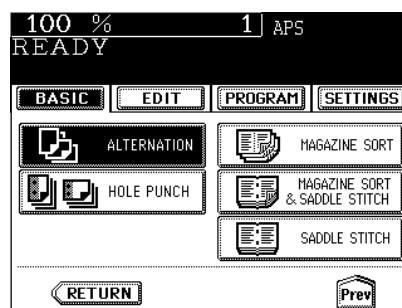 100 % 1 APS
READY
BASIC EDIT PROGRAM SETTINGS
ALTERNATION
MAGAZINE SORT
HOLE PUNCH
MAGAZINE SORT
& SADDLE STITCH
SADDLE STITCH
RETURN Prev